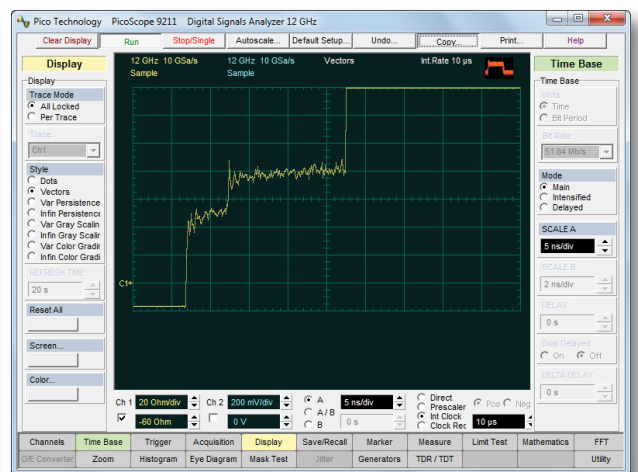 Pico Technology PicoScope 9211 Digital Signals Analyzer 12 GHz
Clear Display Run Stop/Single Autoscale... Default Setup... Undo... Copy... Print... Help
Display
Display
Trace Mode
All Locked
Per Trace
Trace
Ch1
Style
Dots
Vectors
Var Persistence
Infin Persistence
Var Gray Scalin
Infin Gray Scalin
Var Color Gradin
Infin Color Gradi
REFRESH TIME
20 s
Reset All
Screen...
Color...
12 GHz 10 GSa/s 12 GHz 10 GSa/s Vectors Int.Rate 10 µs
Sample Sample
C1
Time Base
Time Base
Units
Time
Bit Period
Bit Rate
51.84 Mb/s
Mode
Main
Intensified
Delayed
SCALE A
5 ns/div
SCALE B
2 ns/div
DELAY
0 s
Dual Delayed
On Off
DELTA DELAY
0 s
Ch 1 20 Ohm/div Ch 2 200 mV/div A 5 ns/div Direct Pos Neg
A / B Prescaler
-60 Ohm 0 V B 0 s Int Clock 10 µs
Clock Rec
Channels Time Base Trigger Acquisition Display Save/Recall Marker Measure Limit Test Mathematics FFT
O/E Converter Zoom Histogram Eye Diagram Mask Test Jitter Generators TDR / TDT Utility